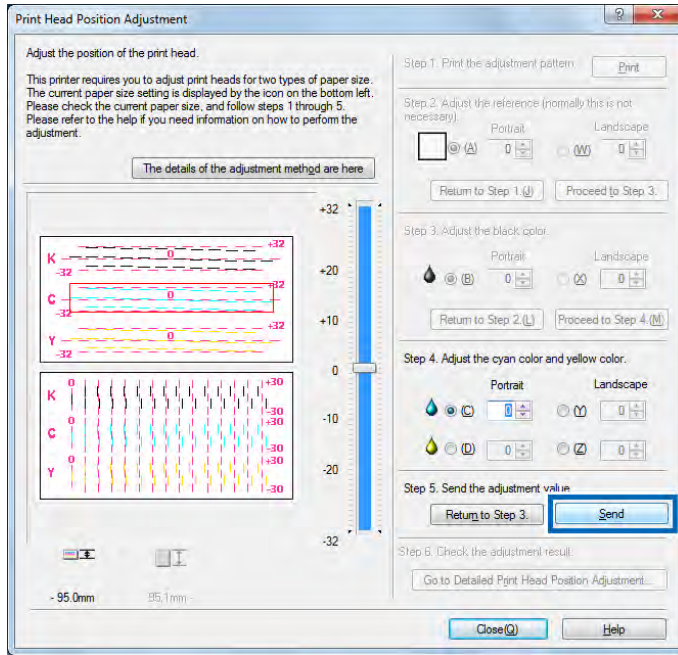 Print Head Position Adjustment
Adjust the position of the print head.
This printer requires you to adjust print heads for two types of paper size.
The current paper size setting is displayed by the icon on the bottom left.
Please check the current paper size, and follow steps 1 through 5.
Please refer to the help if you need information on how to perform the
adjustment.
The details of the adjustment method are here
K +32 0 -32
C +32 0 -32
Y +32 0 -32
K 0 +30 -30
C 0 +30 -30
Y 0 +30 -30
+32
+20
+10
0
-10
-20
-32
- 95.0mm
95.1mm -
Step 1. Print the adjustment pattern.
Print
Step 2. Adjust the reference (normally this is not
necessary).
Portrait Landscape
(A) 0 (W) 0
Return to Step 1.(J) Proceed to Step 3.
Step 3. Adjust the black color.
Portrait Landscape
(B) 0 (X) 0
Return to Step 2.(L) Proceed to Step 4.(M)
Step 4. Adjust the cyan color and yellow color.
Portrait Landscape
(C) 0 (Y) 0
(D) 0 (Z) 0
Step 5. Send the adjustment value.
Return to Step 3. Send
Step 6. Check the adjustment result.
Go to Detailed Print Head Position Adjustment...
Close(Q) Help